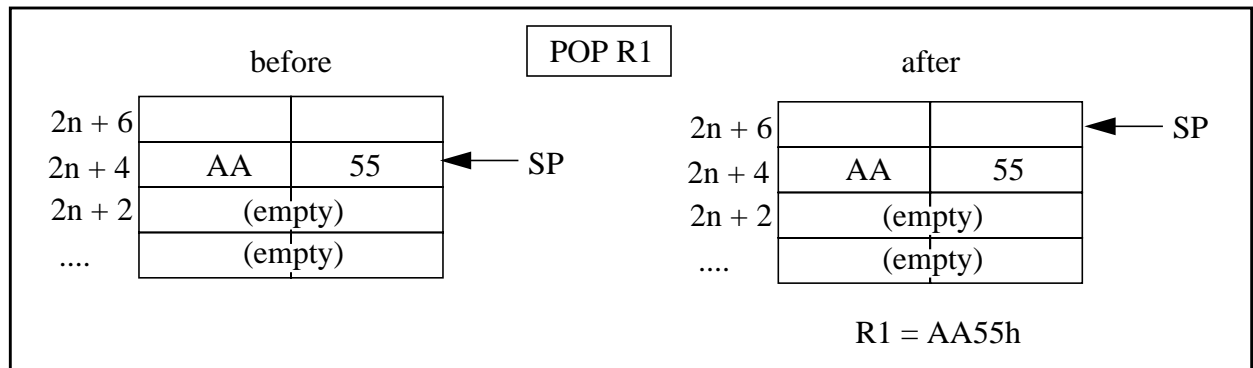 POP R1
before
after
2n + 6
2n + 4 AA 55 SP
2n + 2 (empty)
.... (empty)
2n + 6 SP
2n + 4 AA 55
2n + 2 (empty)
.... (empty)
R1 = AA55h